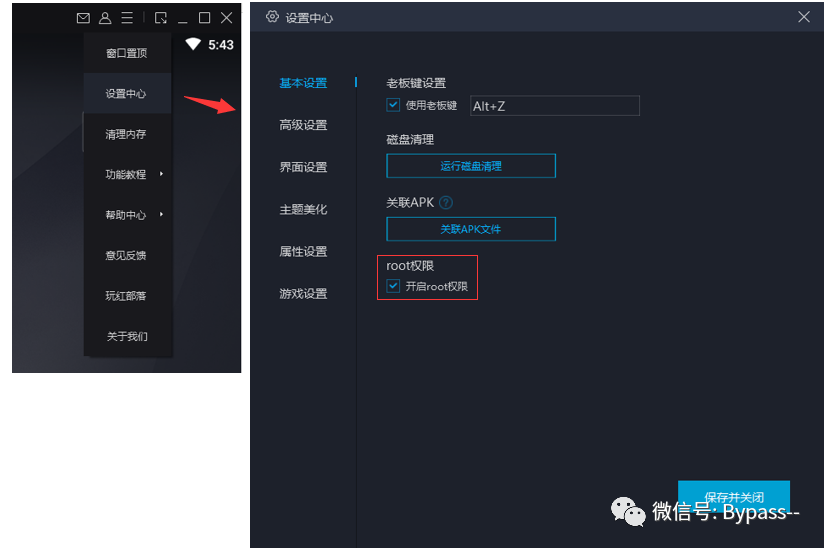 5:43
窗口置顶
设置中心
清理内存
功能教程
帮助中心
意见反馈
玩红部落
关于我们
设置中心
基本设置
高级设置
界面设置
主题美化
属性设置
游戏设置
老板键设置
使用老板键
Alt+Z
磁盘清理
运行磁盘清理
关联APK ?
关联APK文件
root权限
开启root权限
保存并关闭
微信号: Bypass--